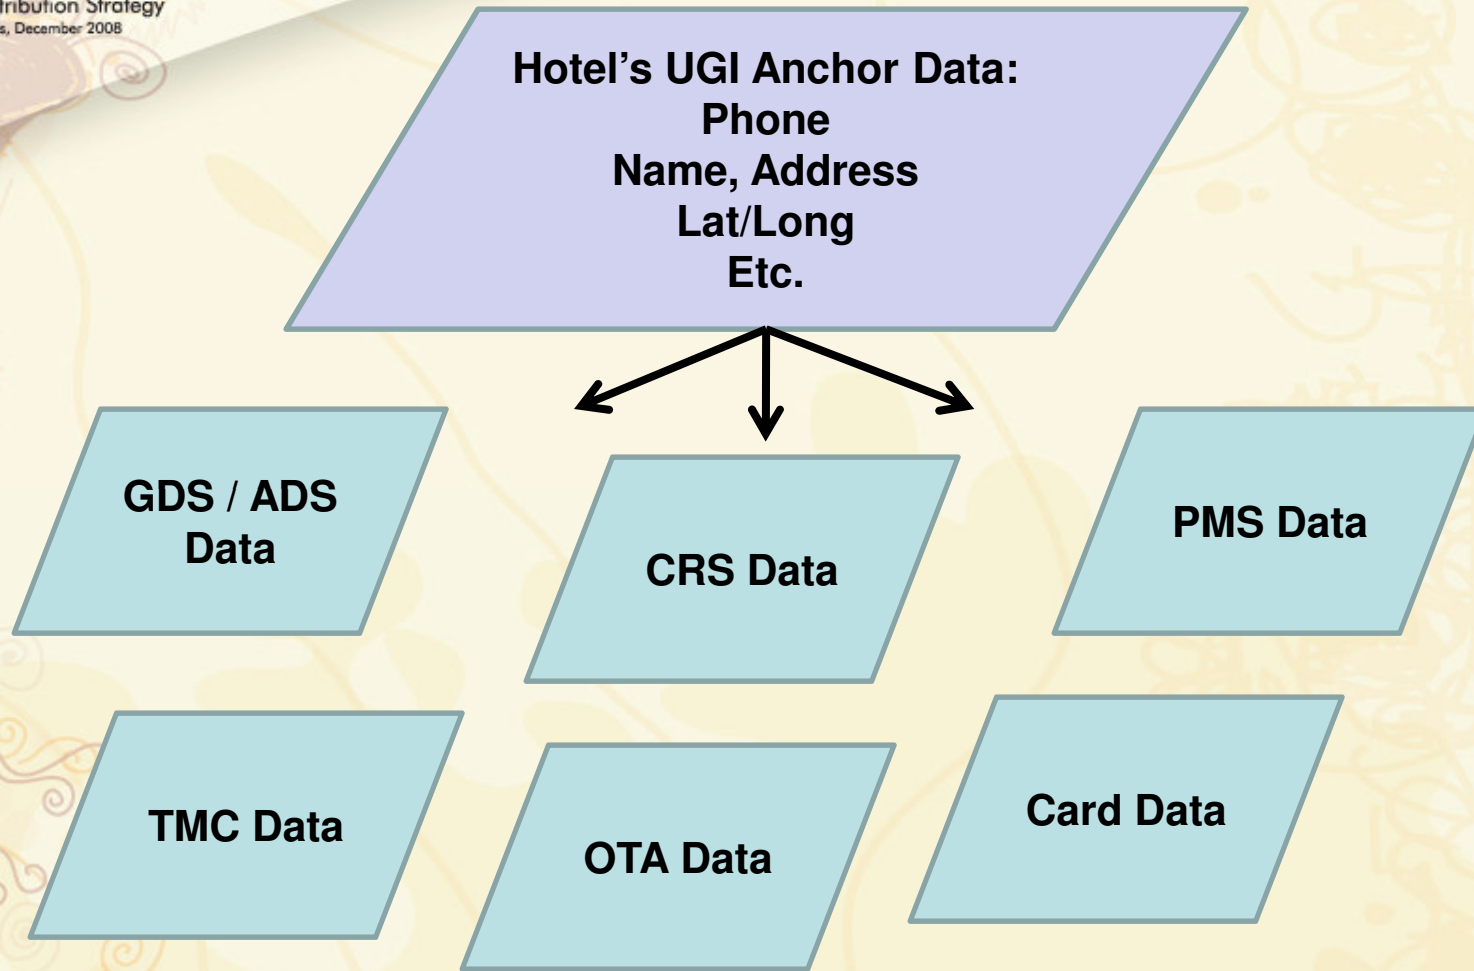 Strategy
December 2008
Hotel's UGI Anchor Data:
Phone
Name, Address
Lat/Long
Etc.
GDS / ADS
Data
CRS Data
PMS Data
TMC Data
OTA Data
Card Data